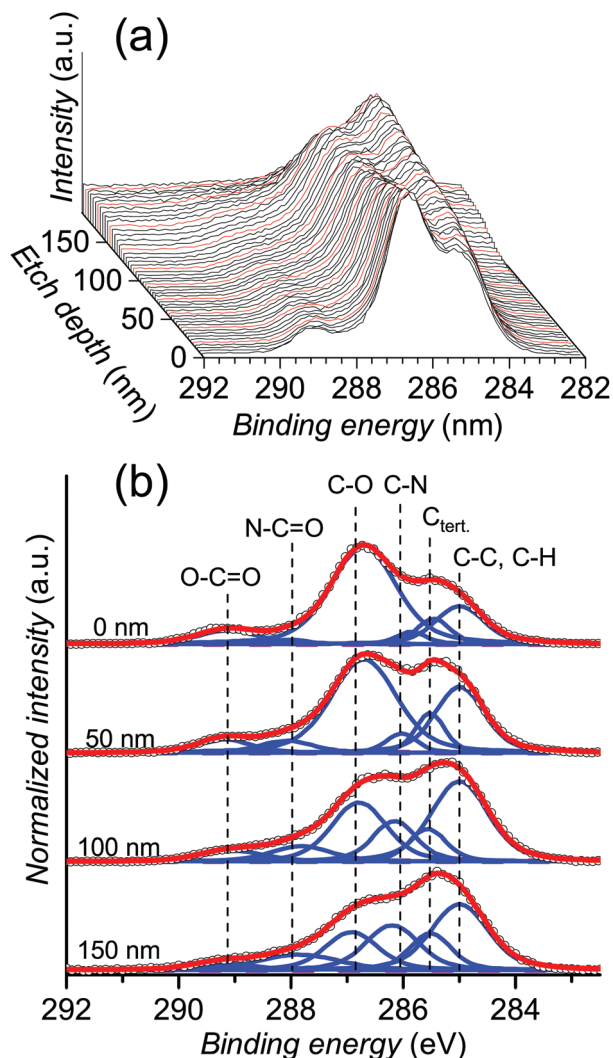 (a)
Intensity (a.u.)
Etch depth (nm)
150
100
50
0
292 290 288 286 284 282
Binding energy (nm)
(b)
C-O C-N
N-C=O
C tert.
O-C=O
C-C, C-H
0 nm
50 nm
100 nm
150 nm
Normalized intensity (a.u.)
292 290 288 286 284
Binding energy (eV)